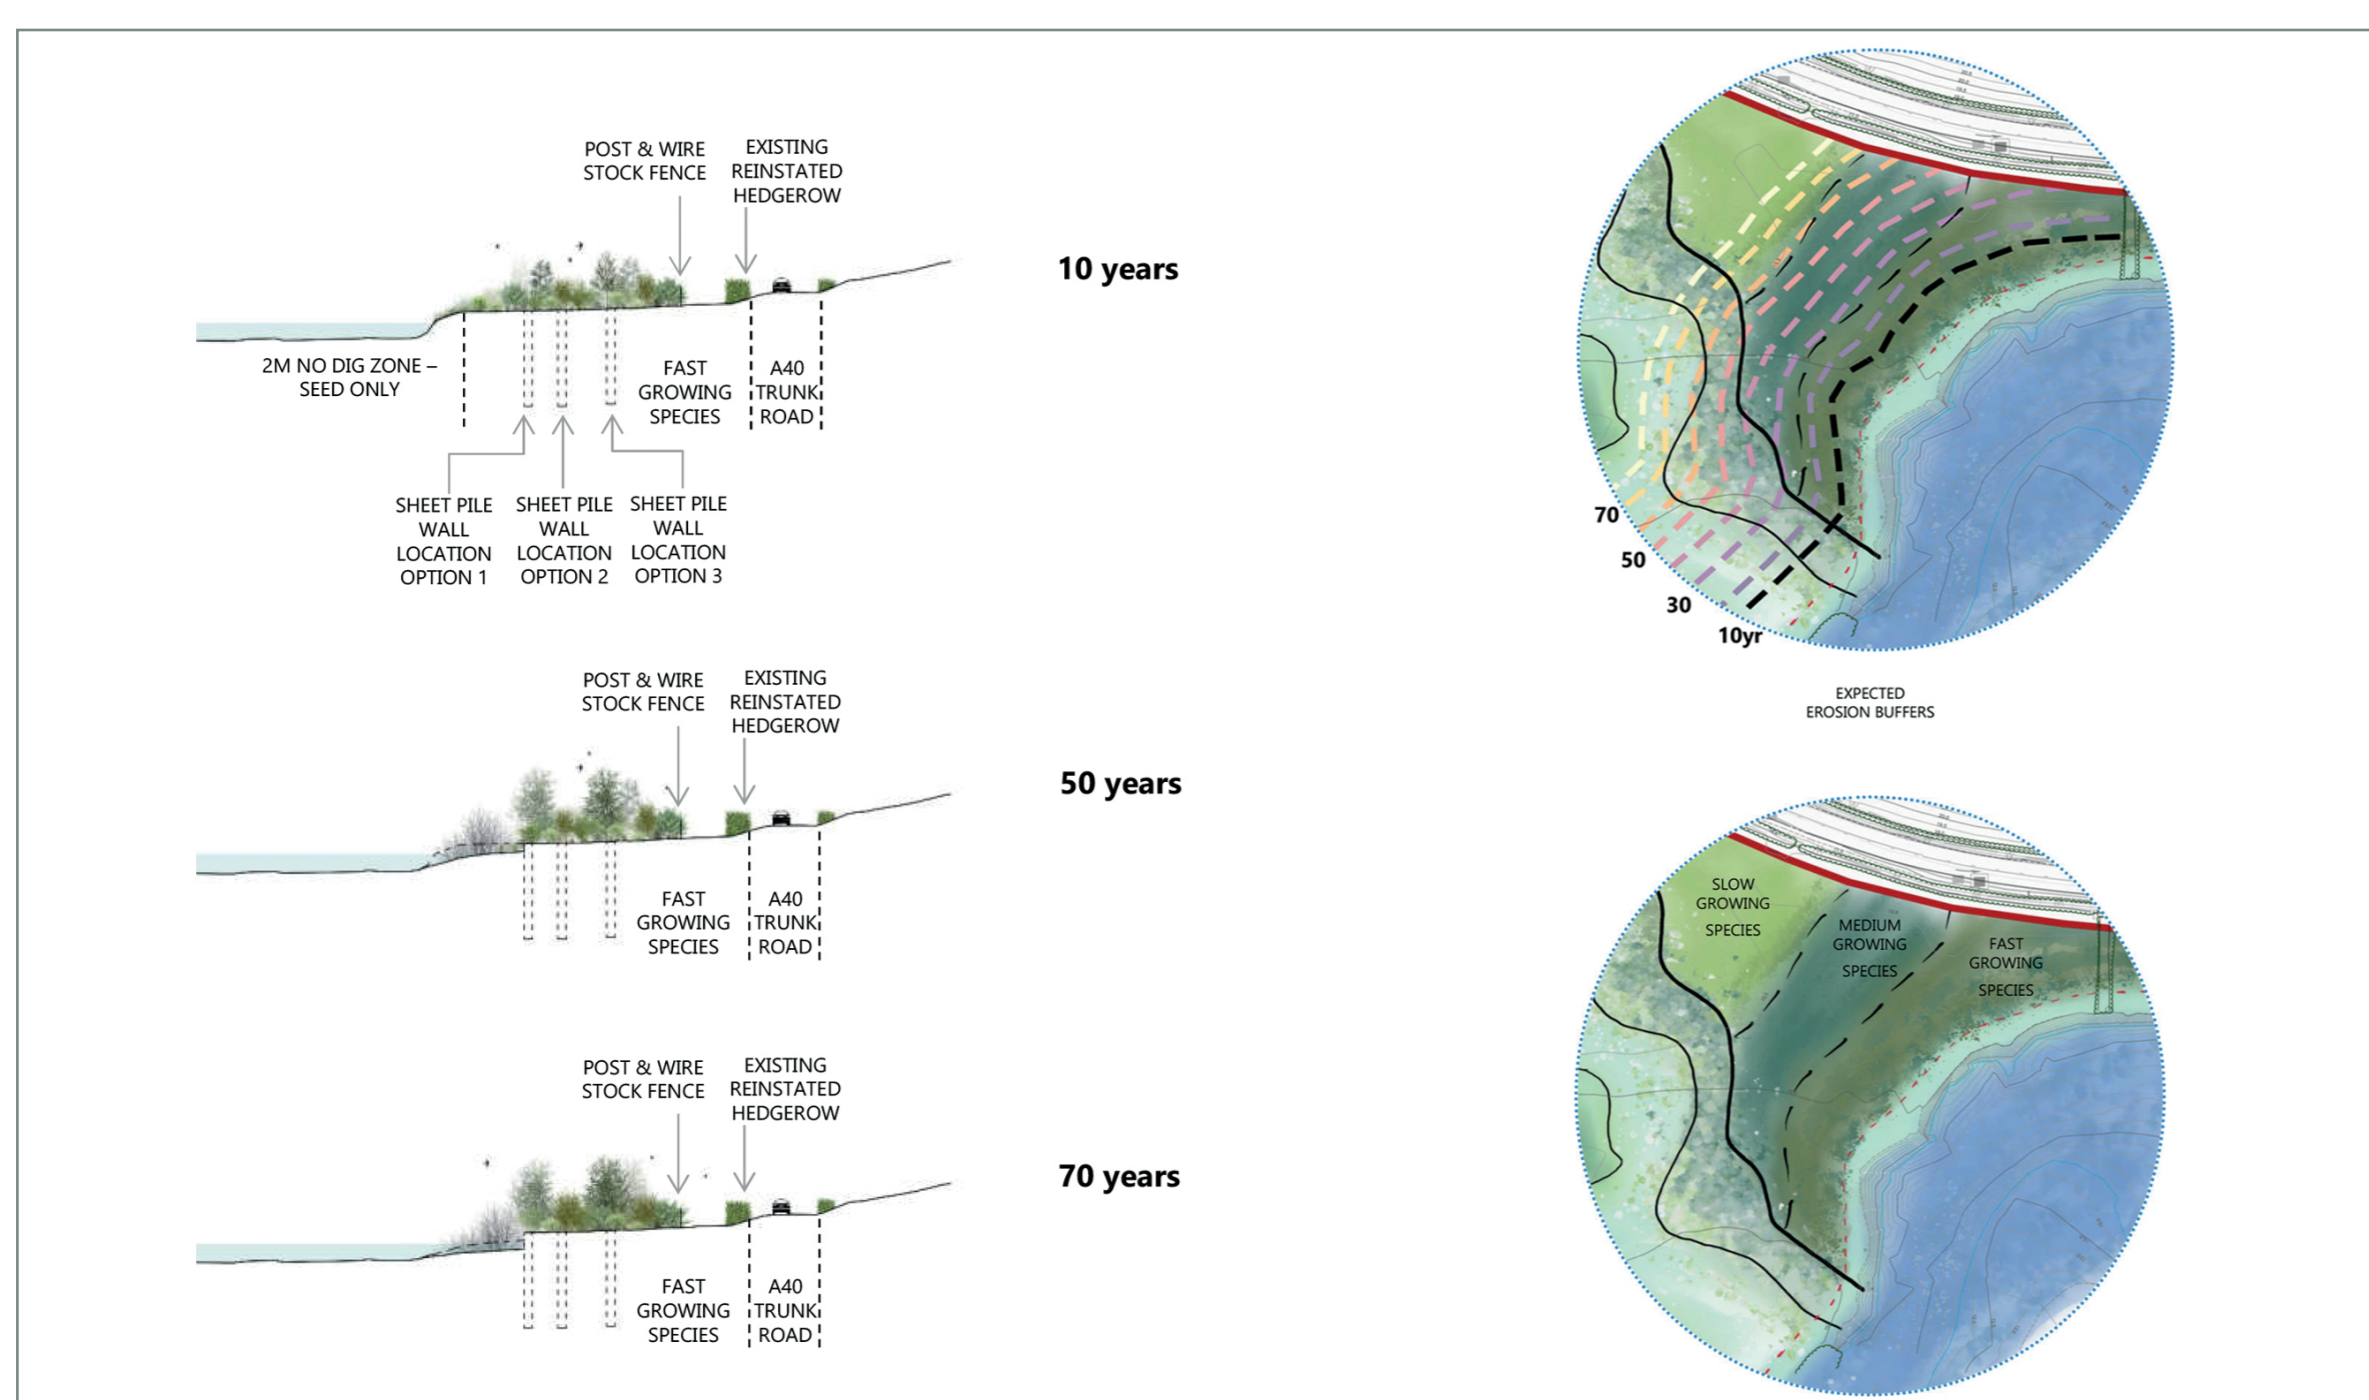 POST & WIRE
STOCK FENCE
EXISTING
REINSTATED
HEDGEROW
10 years
2M NO DIG ZONE –
SEED ONLY
FAST
GROWING
SPECIES
A40
TRUNK
ROAD
SHEET PILE
WALL
LOCATION
OPTION 1
SHEET PILE
WALL
LOCATION
OPTION 2
SHEET PILE
WALL
LOCATION
OPTION 3
70
50
30
10yr
EXPECTED
EROSION BUFFERS
POST & WIRE
STOCK FENCE
EXISTING
REINSTATED
HEDGEROW
50 years
FAST
GROWING
SPECIES
A40
TRUNK
ROAD
SLOW
GROWING
SPECIES
MEDIUM
GROWING
SPECIES
FAST
GROWING
SPECIES
POST & WIRE
STOCK FENCE
EXISTING
REINSTATED
HEDGEROW
70 years
FAST
GROWING
SPECIES
A40
TRUNK
ROAD